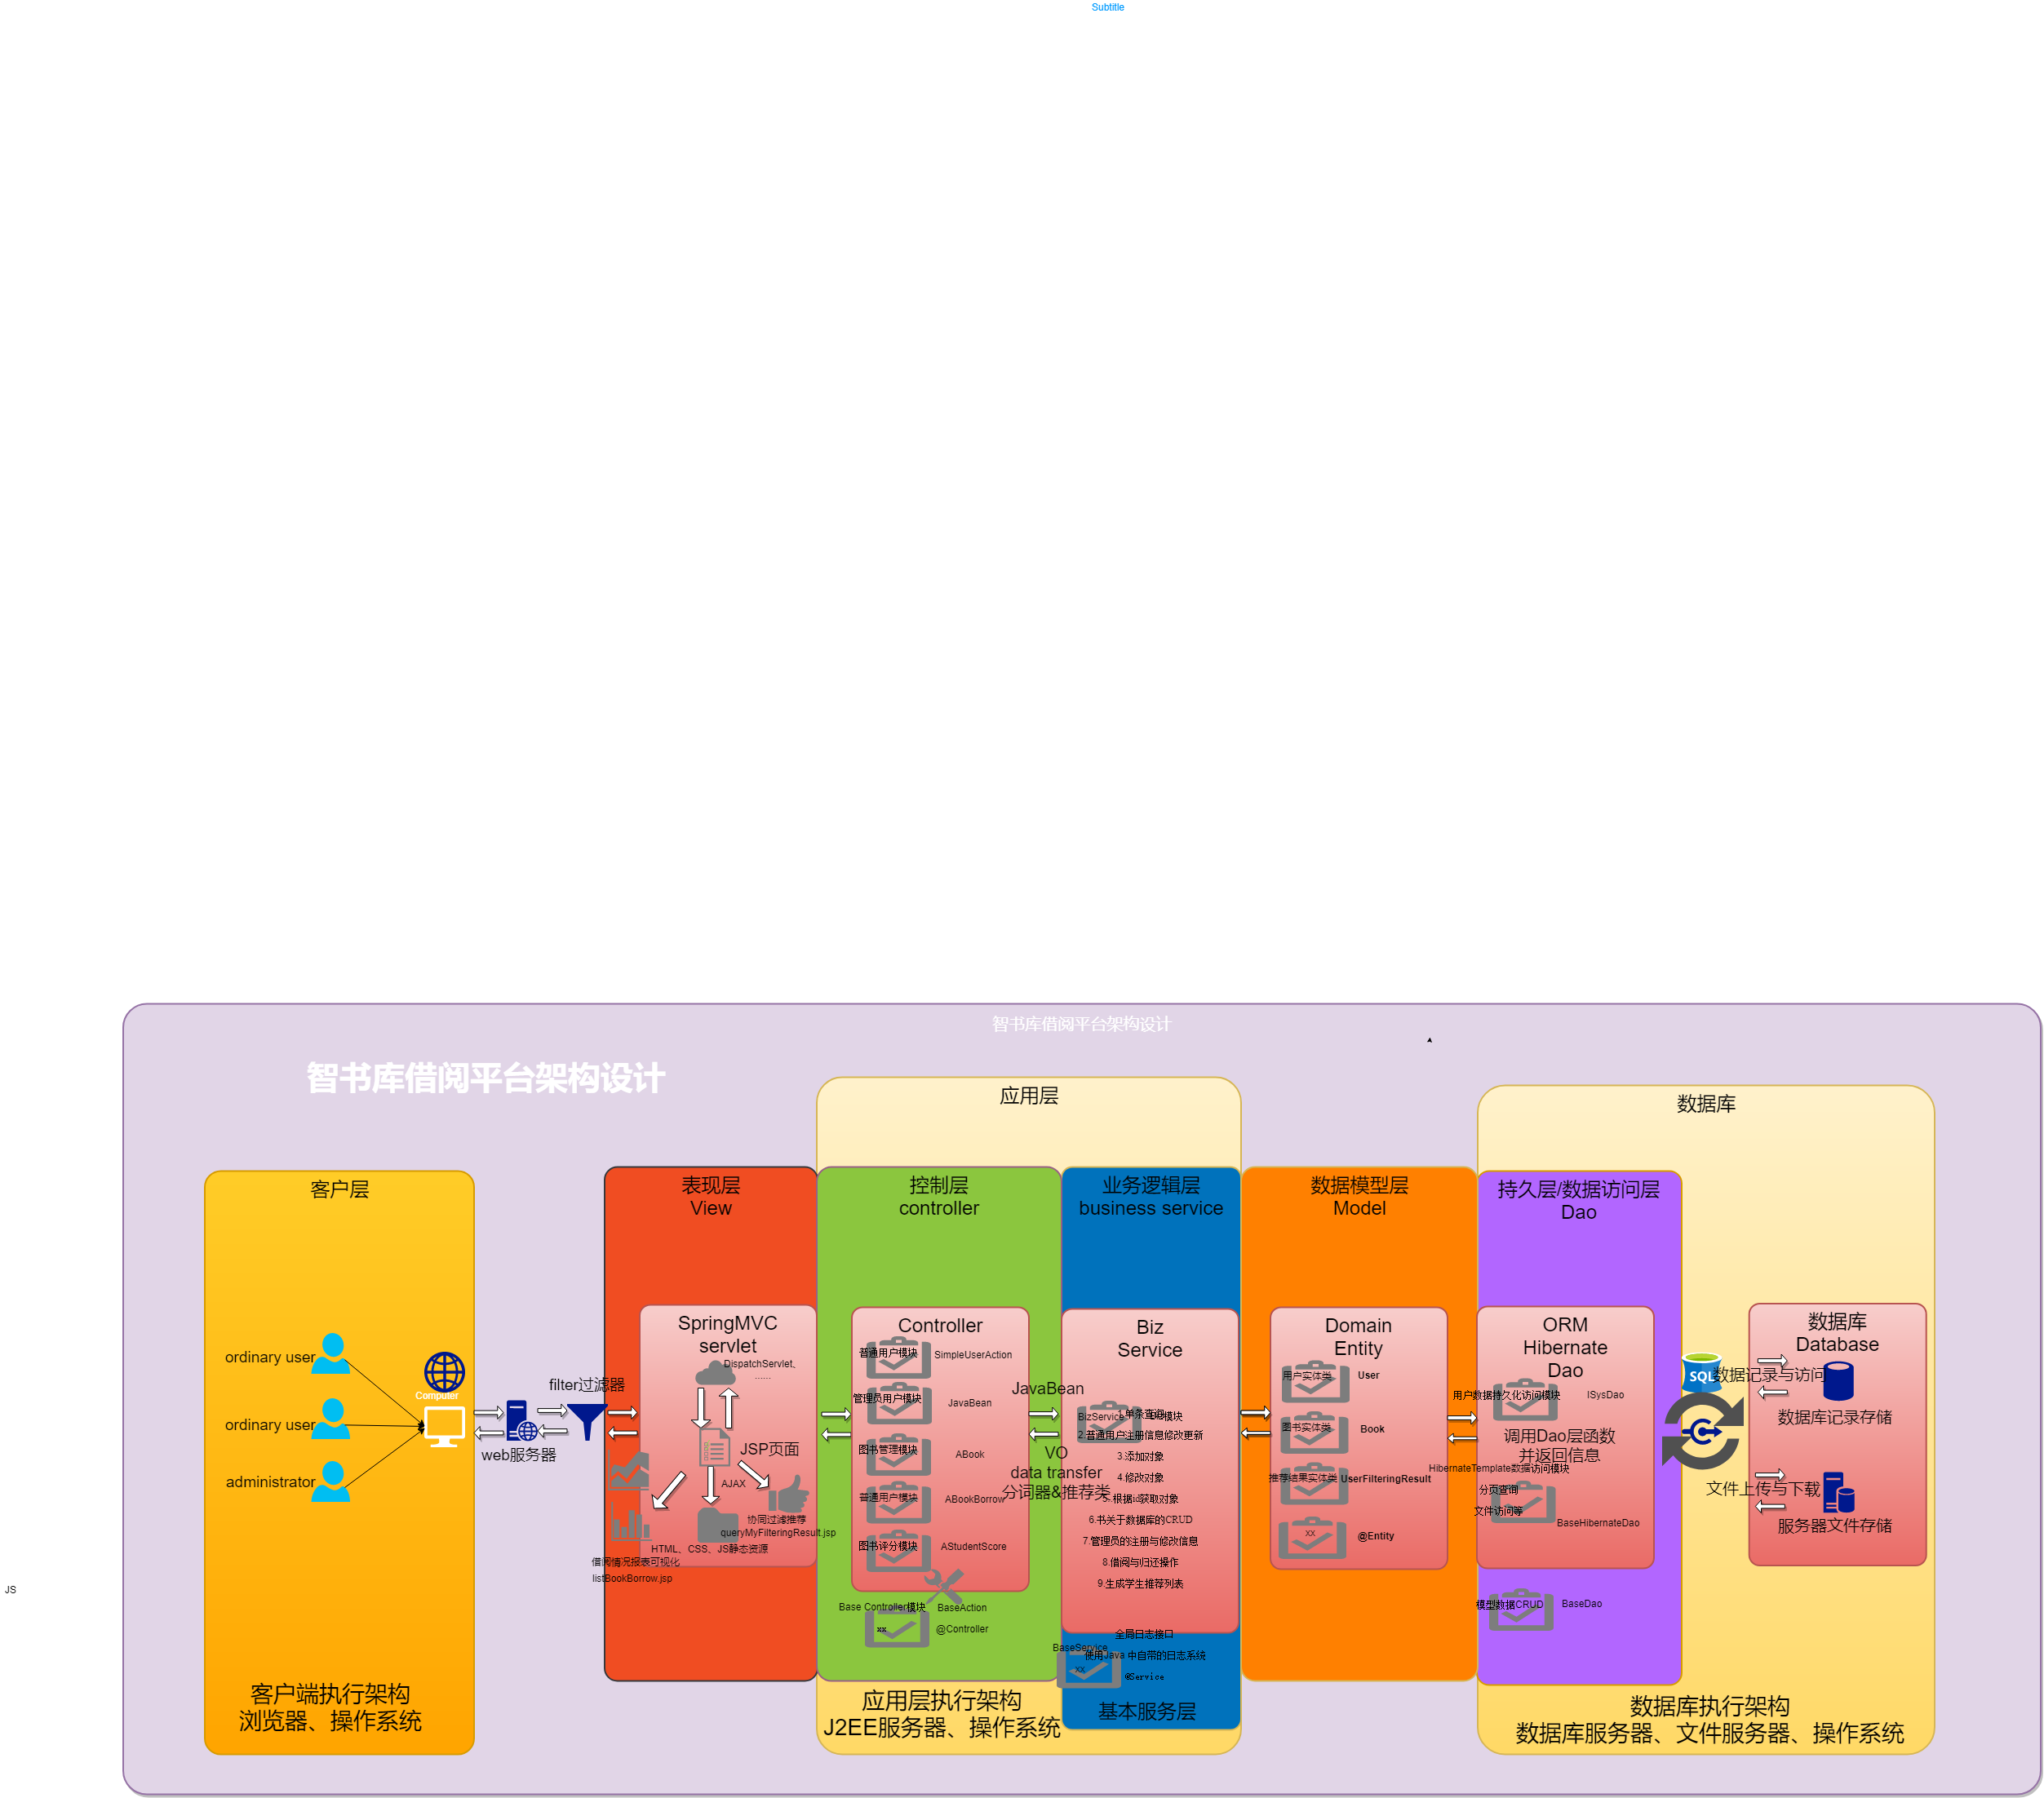 Subtitle
智书库借阅平台架构设计
智书库借阅平台架构设计
应用层
数据库
客户层
ordinary user
ordinary user
administrator
Computer
客户端执行架构
浏览器、操作系统
web服务器
filter过滤器
表现层
View
SpringMVC
servlet
DispatchServlet、
......
JSP页面
AJAX
协同过滤推荐
queryMyFilteringResult.jsp
HTML、CSS、JS静态资源
借阅情况报表可视化
listBookBorrow.jsp
JS
控制层
controller
Controller
普通用户模块
SimpleUserAction
管理员用户模块
JavaBean
图书管理模块
ABook
普通用户模块
ABookBorrow
图书评分模块
AStudentScore
Base Controller模块
BaseAction
xx
@Controller
应用层执行架构
J2EE服务器、操作系统
JavaBean
VO
data transfer
分词器&推荐类
业务逻辑层
business service
Biz
Service
BizService
1.单条查询
2.普通用户注册信息修改更新
3.添加对象
4.修改对象
5..根据id获取对象
6.书关于数据库的CRUD
7.管理员的注册与修改信息
8.借阅与归还操作
9.生成学生推荐列表
全局日志接口
BaseService
使用Java 中自带的日志系统
xx
@Service
基本服务层
数据模型层
Model
Domain
Entity
用户实体类
User
图书实体类
Book
推荐结果实体类
UserFilteringResult
XX
@Entity
持久层/数据访问层
Dao
ORM
Hibernate
Dao
用户数据持久化访问模块
ISysDao
调用Dao层函数
并返回信息
HibernateTemplate数据访问模块
分页查询
文件访问等
BaseHibernateDao
模型数据CRUD
BaseDao
SQL
数据库
Database
数据记录与访问
数据库记录存储
文件上传与下载
服务器文件存储
数据库执行架构
数据库服务器、文件服务器、操作系统